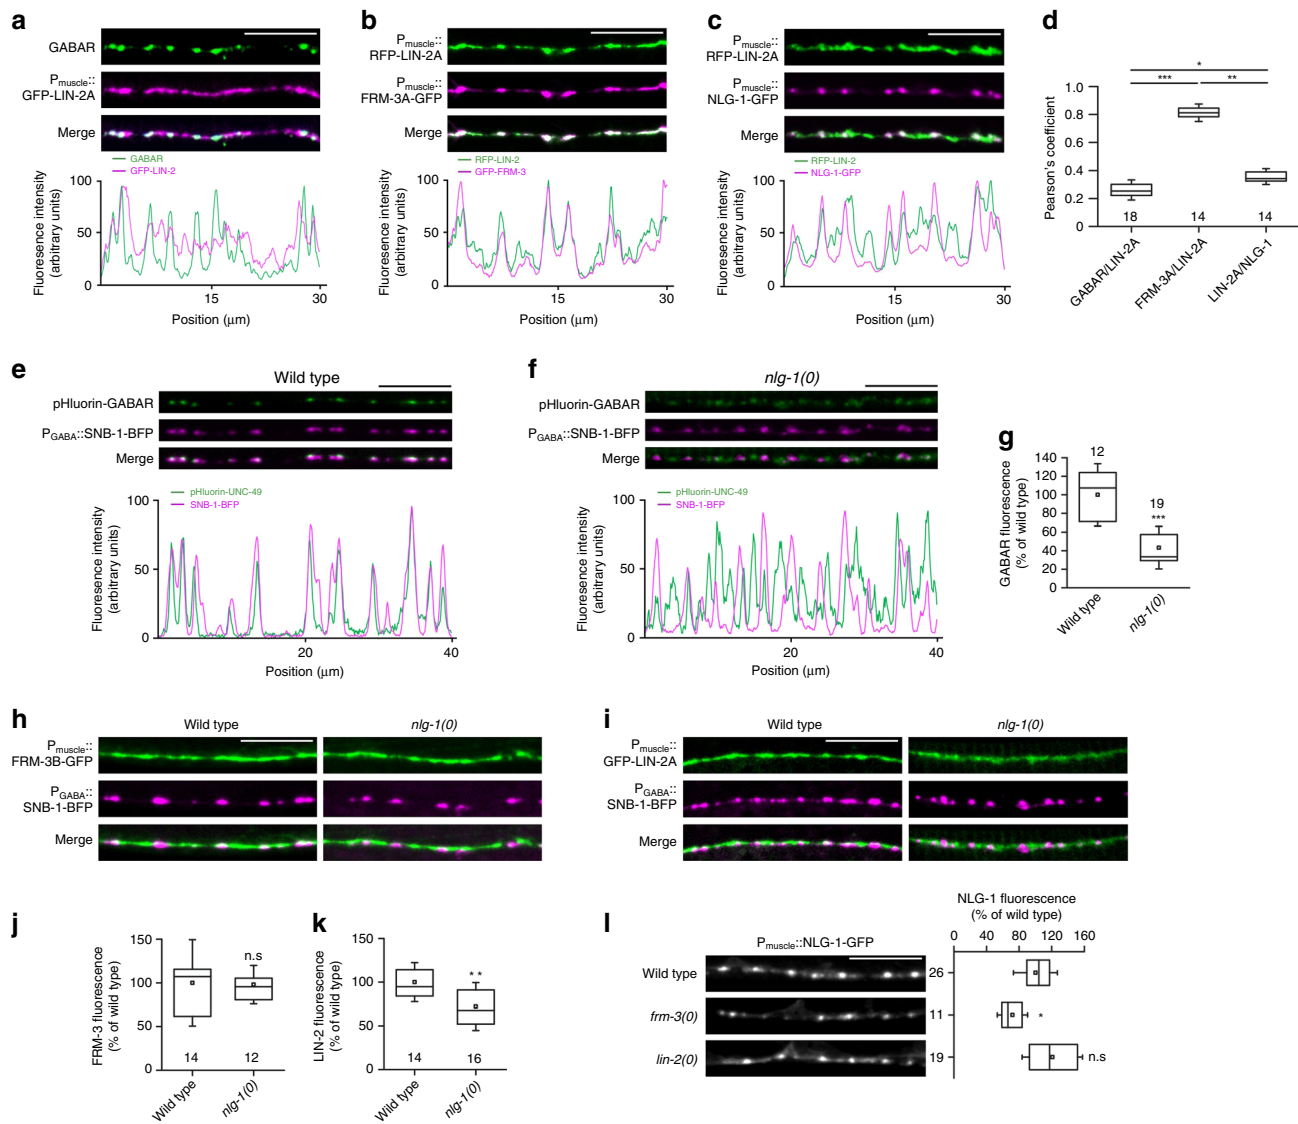 a
GABAR
P muscle::
GFP-LIN-2A
Merge
GABAR
GFP-LIN-2
Fluorescence intensity
(arbitrary units)
100
50
0
15
30
Position (μm)
b
P muscle::
RFP-LIN-2A
P muscle::
FRM-3A-GFP
Merge
RFP-LIN-2
GFP-FRM-3
Fluorescence intensity
(arbitrary units)
100
50
0
15
30
Position (μm)
c
P muscle::
RFP-LIN-2A
P muscle::
NLG-1-GFP
Merge
RFP-LIN-2
NLG-1-GFP
Fluorescence intensity
(arbitrary units)
100
50
0
15
30
Position (μm)
d
*
*** **
Pearson's coefficient
1.0
0.8
0.6
0.4
0.2
0
18 14 14
GABAR/LIN-2A
FRM-3A/LIN-2A
LIN-2A/NLG-1
e
Wild type
pHluorin-GABAR
P GABA::SNB-1-BFP
Merge
pHluorin-UNC-49
SNB-1-BFP
Fluorescence intensity
(arbitrary units)
100
50
0
20
40
Position (μm)
f
nlg-1(0)
pHluorin-GABAR
P GABA::SNB-1-BFP
Merge
pHluorin-UNC-49
SNB-1-BFP
Fluorescence intensity
(arbitrary units)
100
50
0
20
40
Position (μm)
g
GABAR fluorescence
(% of wild type)
140
120
100
80
60
40
20
0
12
19
***
Wild type
nlg-1(0)
h
Wild type nlg-1(0)
P muscle::
FRM-3B-GFP
P GABA::
SNB-1-BFP
Merge
i
Wild type nlg-1(0)
P muscle::
GFP-LIN-2A
P GABA::
SNB-1-BFP
Merge
j
FRM-3 fluorescence
(% of wild type)
150
100
50
0
n.s
14 12
Wild type
nlg-1(0)
k
LIN-2 fluorescence
(% of wild type)
150
100
50
0
**
14 16
Wild type
nlg-1(0)
l
P muscle::NLG-1-GFP
Wild type
frm-3(0)
lin-2(0)
NLG-1 fluorescence
(% of wild type)
0 40 80 120 160
26
11 *
19 n.s